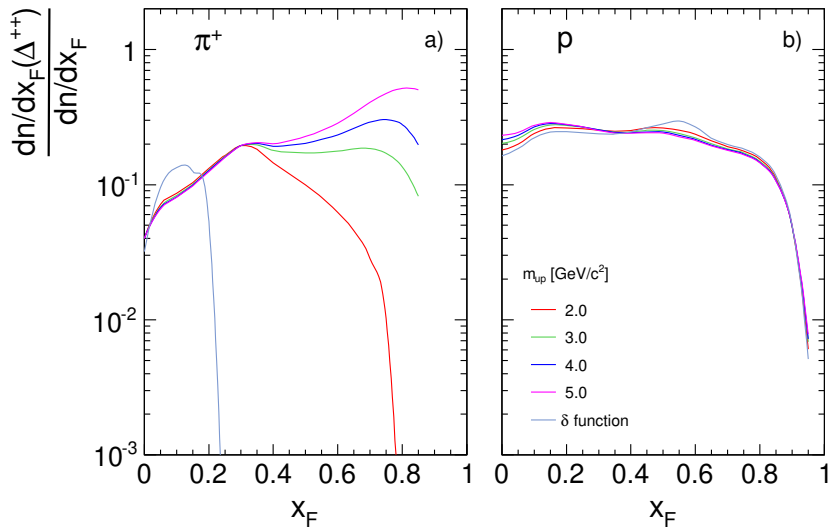 dn/dx_F(Δ⁺⁺)
dn/dx_F
π⁺
a)
p
b)
1
10⁻¹
10⁻²
10⁻³
m_up [GeV/c²]
2.0
3.0
4.0
5.0
δ function
0 0.2 0.4 0.6 0.8 1
0 0.2 0.4 0.6 0.8 1
x_F
x_F